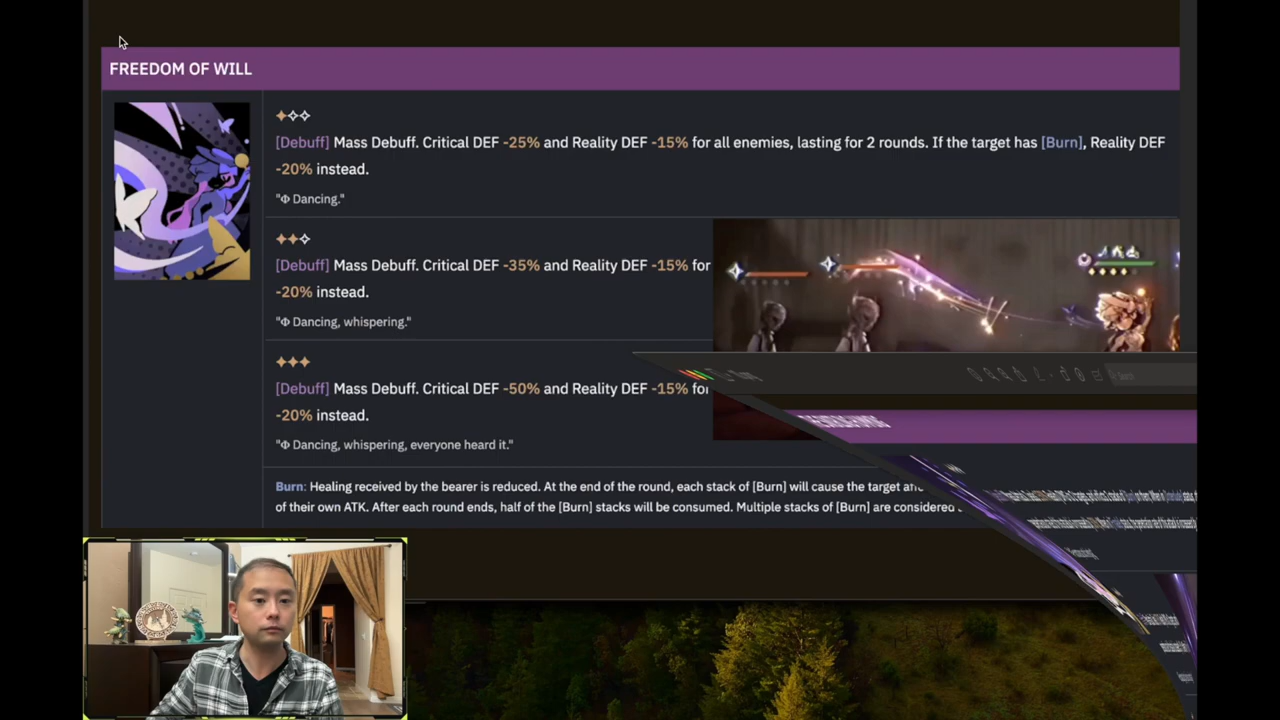 FREEDOM OF WILL
[Debuff] Mass Debuff. Critical DEF -25% and Reality DEF -15% for all enemies, lasting for 2 rounds. If the target has [Burn], Reality DEF
-20% instead.
"Φ Dancing."
[Debuff] Mass Debuff. Critical DEF -35% and Reality DEF -15% for
-20% instead.
"Φ Dancing, whispering."
[Debuff] Mass Debuff. Critical DEF -50% and Reality DEF -15% for
-20% instead.
"Φ Dancing, whispering, everyone heard it."
Burn: Healing received by the bearer is reduced. At the end of the round, each stack of [Burn] will cause the target
of their own ATK. After each round ends, half of the [Burn] stacks will be consumed. Multiple stacks of [Burn] are considered